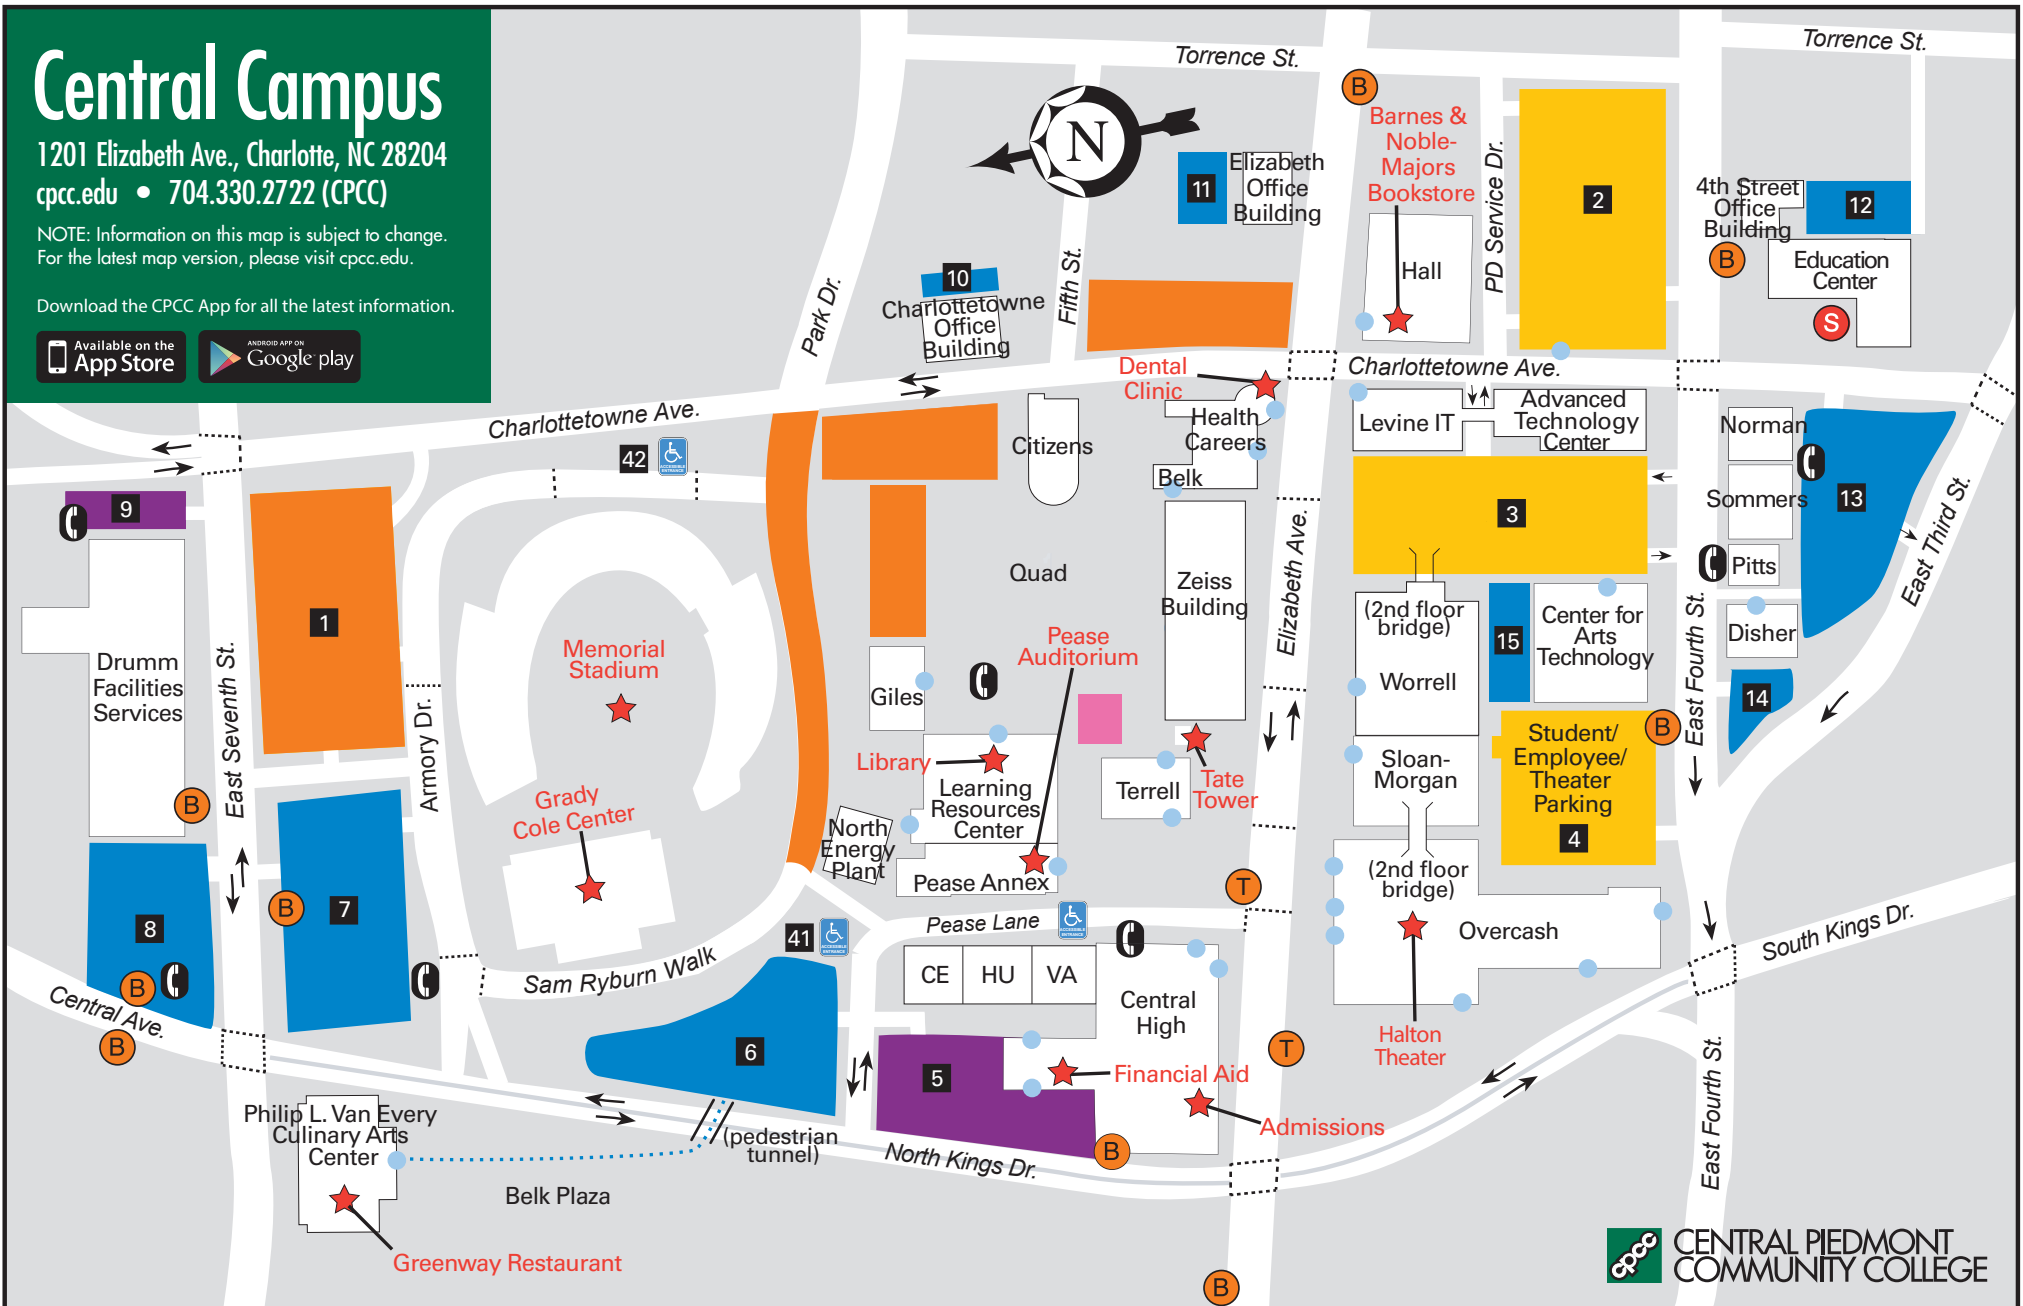 Central Campus
1201 Elizabeth Ave., Charlotte, NC 28204
cpcc.edu • 704.330.2722 (CPCC)
NOTE: Information on this map is subject to change.
For the latest map version, please visit cpcc.edu.
Download the CPCC App for all the latest information.
Available on the
App Store
ANDROID APP ON
Google play
Torrence St.
Torrence St.
B
Barnes &
Noble-
Majors
Bookstore
Hall
PD Service Dr.
2
N
11
Elizabeth
Office
Building
4th Street
Office
Building
12
B
Education
Center
S
Park Dr.
Fifth St.
10
Charlottetowne
Office
Building
Dental
Clinic
Charlottetowne Ave.
Charlottetowne Ave.
42
ACCESSIBLE
ENTRANCE
Citizens
Health
Careers
Belk
Levine IT
Advanced
Technology
Center
Norman
Sommers
Pitts
Disher
13
East Third St.
9
1
3
Quad
Zeiss
Building
Elizabeth Ave.
(2nd floor
bridge)
Worrell
15
Center for
Arts
Technology
East Fourth St.
14
Drumm
Facilities
Services
East Seventh St.
Memorial
Stadium
Armory Dr.
Giles
Pease
Auditorium
Library
Learning
Resources
Center
Terrell
Tate
Tower
Sloan-
Morgan
Student/
Employee/
Theater
Parking
4
B
B
Grady
Cole Center
North
Energy
Plant
Pease Annex
T
(2nd floor
bridge)
Overcash
South Kings Dr.
8
B
7
B
41
ACCESSIBLE
ENTRANCE
Pease Lane
ACCESSIBLE
ENTRANCE
Sam Ryburn Walk
CE
HU
VA
Central
High
Central Ave.
B
6
5
T
Halton
Theater
Financial Aid
Admissions
East Fourth St.
Philip L. Van Every
Culinary Arts
Center
(pedestrian
tunnel)
North Kings Dr.
B
Belk Plaza
Greenway Restaurant
B
cpcc
CENTRAL PIEDMONT
COMMUNITY COLLEGE